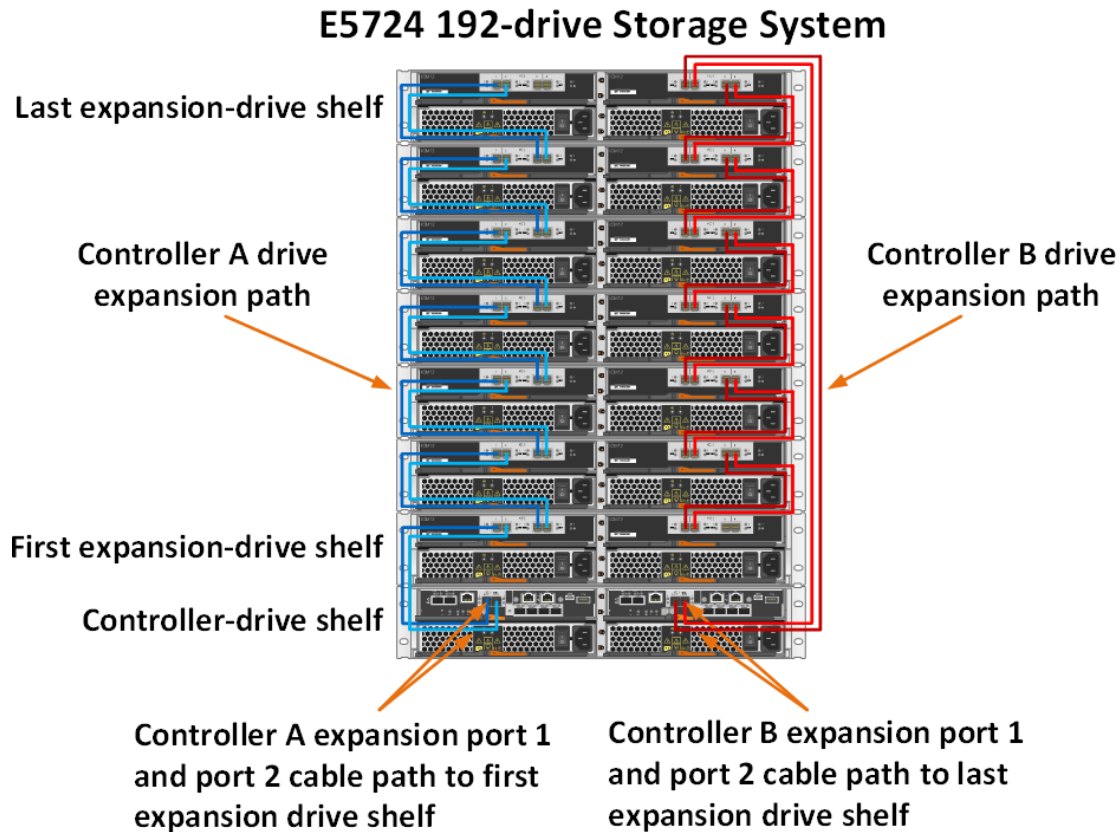 E5724 192-drive Storage System
Last expansion-drive shelf
Controller A drive
expansion path
Controller B drive
expansion path
First expansion-drive shelf
Controller-drive shelf
Controller A expansion port 1
and port 2 cable path to first
expansion drive shelf
Controller B expansion port 1
and port 2 cable path to last
expansion drive shelf